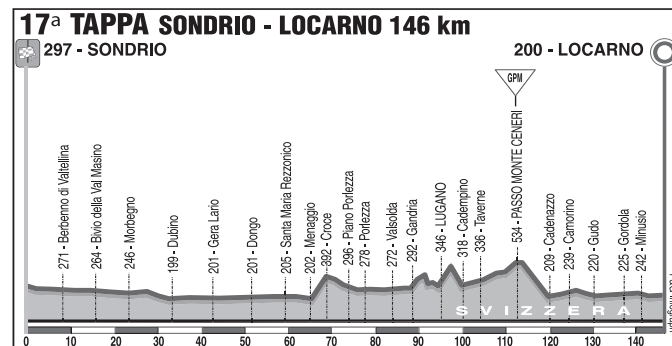 17ª TAPPA SONDRIO - LOCARNO 146 km
297 - SONDRIO
200 - LOCARNO
GPM
271 - Berbenno di Valtellina
264 - Bivio della Val Masino
246 - Morbegno
199 - Dubino
201 - Gera Lario
201 - Dongo
205 - Santa Maria Rezzonico
202 - Menaggio
392 - Croce
296 - Piano Porlezza
278 - Porlezza
272 - Valsolda
292 - Gandria
346 - LUGANO
318 - Cadempino
336 - Taverne
534 - PASSO MONTE CENERI
209 - Cadenazzo
239 - Camorino
220 - Gudo
225 - Gordola
242 - Minusio
SVIZZERA
0 10 20 30 40 50 60 70 80 90 100 110 120 130 140